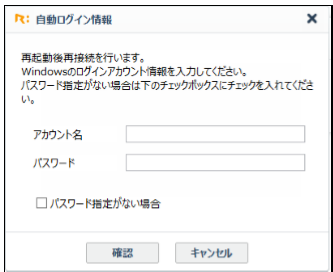 自動ログイン情報
再起動後再接続を行います。
Windowsのログインアカウント情報を入力してください。
パスワード指定がない場合は下のチェックボックスにチェックを入れてくださ
い。
アカウント名
パスワード
パスワード指定がない場合
確認
キャンセル